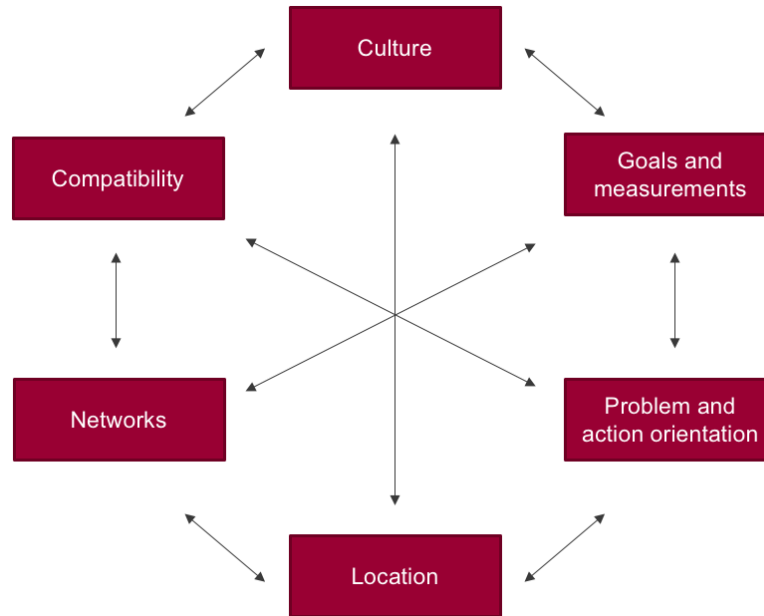 Culture
Compatibility
Goals and
measurements
Networks
Problem and
action orientation
Location